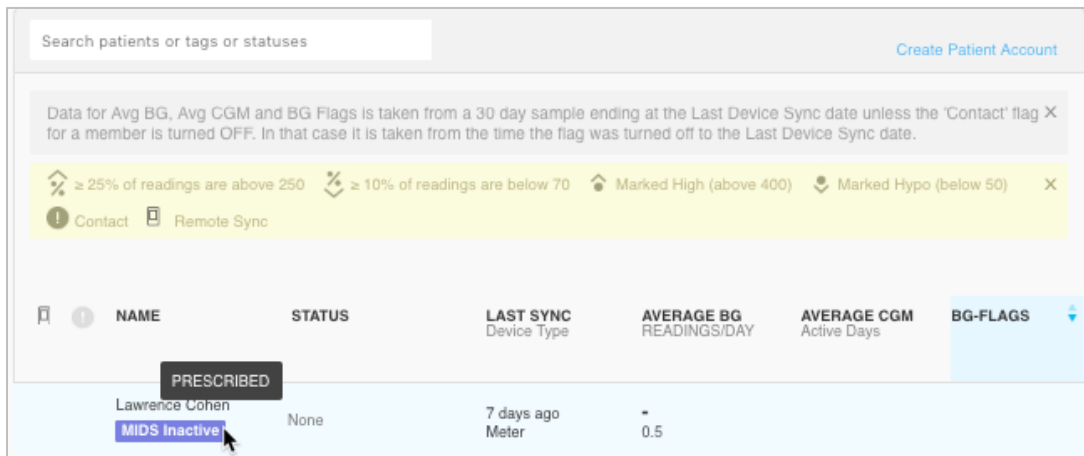 Search patients or tags or statuses
Create Patient Account
Data for Avg BG, Avg CGM and BG Flags is taken from a 30 day sample ending at the Last Device Sync date unless the 'Contact' flag
for a member is turned OFF. In that case it is taken from the time the flag was turned off to the Last Device Sync date.
≥ 25% of readings are above 250 ≥ 10% of readings are below 70 Marked High (above 400) Marked Hypo (below 50)
Contact Remote Sync
NAME STATUS LAST SYNC AVERAGE BG AVERAGE CGM BG-FLAGS
Device Type READINGS/DAY Active Days
PRESCRIBED
Lawrence Cohen None 7 days ago -
MIDS Inactive Meter 0.5